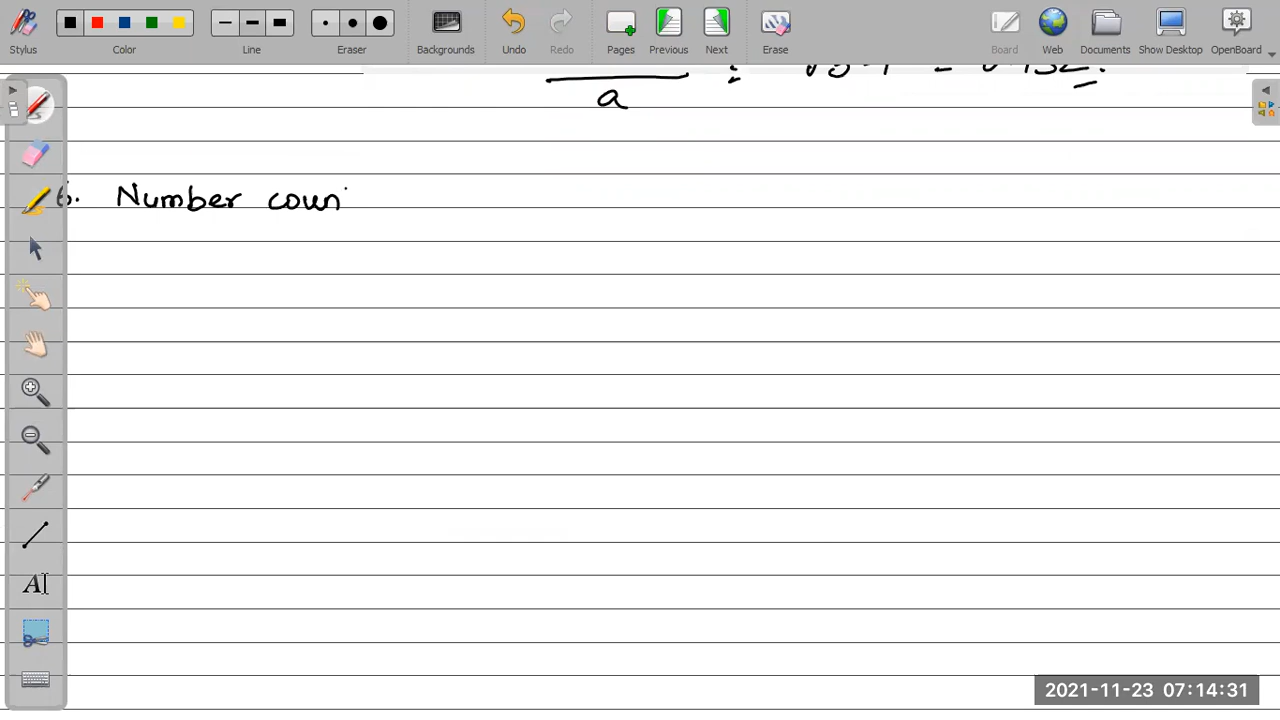 Stylus Color Line Eraser Backgrounds Undo Redo Pages Previous Next Erase Board Web Documents Show Desktop OpenBoard
a
6. Number coun
A
2021-11-23 07:14:31